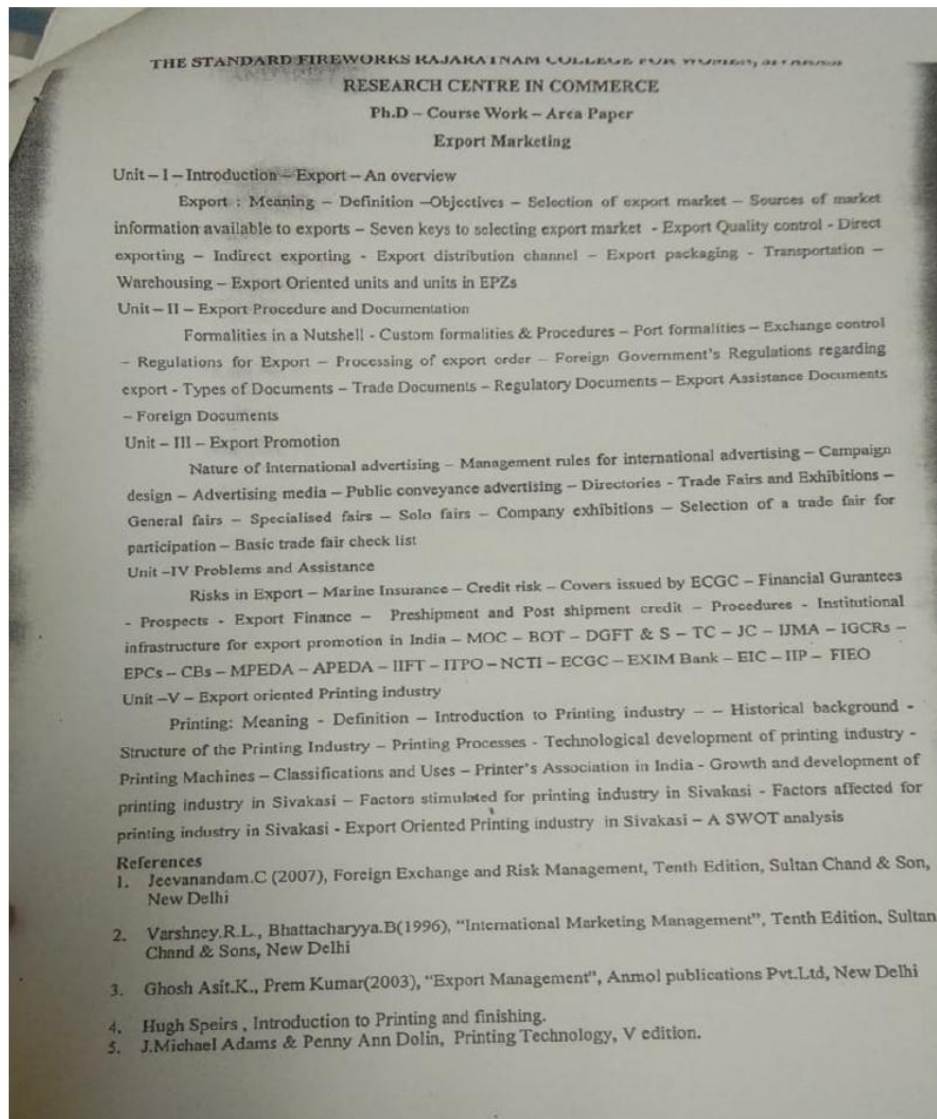 THE STANDARD FIREWORKS RAJARATNAM COLLEGE FOR WOMEN,
RESEARCH CENTRE IN COMMERCE
Ph.D – Course Work – Area Paper
Export Marketing
Unit – I – Introduction – Export – An overview
Export : Meaning – Definition –Objectives – Selection of export market – Sources of market
information available to exports – Seven keys to selecting export market - Export Quality control - Direct
exporting – Indirect exporting - Export distribution channel – Export packaging - Transportation –
Warehousing – Export Oriented units and units in EPZs
Unit – II – Export Procedure and Documentation
Formalities in a Nutshell - Custom formalities & Procedures – Port formalities – Exchange control
– Regulations for Export – Processing of export order – Foreign Government's Regulations regarding
export - Types of Documents – Trade Documents – Regulatory Documents – Export Assistance Documents
– Foreign Documents
Unit – III – Export Promotion
Nature of International advertising – Management rules for international advertising – Campaign
design – Advertising media – Public conveyance advertising – Directories - Trade Fairs and Exhibitions –
General fairs – Specialised fairs – Solo fairs – Company exhibitions – Selection of a trade fair for
participation – Basic trade fair check list
Unit –IV Problems and Assistance
Risks in Export – Marine Insurance – Credit risk – Covers issued by ECGC – Financial Gurantees
- Prospects - Export Finance – Preshipment and Post shipment credit – Procedures - Institutional
infrastructure for export promotion in India – MOC – BOT – DGFT & S – TC – JC – IJMA – IGCRs –
EPCs – CBs – MPEDA – APEDA – IIFT – ITPO – NCTI – ECGC – EXIM Bank – EIC – IIP – FIEO
Unit –V – Export oriented Printing industry
Printing: Meaning - Definition – Introduction to Printing industry – – Historical background -
Structure of the Printing Industry – Printing Processes - Technological development of printing industry -
Printing Machines – Classifications and Uses – Printer's Association in India - Growth and development of
printing industry in Sivakasi – Factors stimulated for printing industry in Sivakasi - Factors affected for
printing industry in Sivakasi - Export Oriented Printing industry in Sivakasi – A SWOT analysis
References
1. Jeevanandam.C (2007), Foreign Exchange and Risk Management, Tenth Edition, Sultan Chand & Son,
New Delhi
2. Varshney.R.L., Bhattacharyya.B(1996), "International Marketing Management", Tenth Edition, Sultan
Chand & Sons, New Delhi
3. Ghosh Asit.K., Prem Kumar(2003), "Export Management", Anmol publications Pvt.Ltd, New Delhi
4. Hugh Speirs , Introduction to Printing and finishing.
5. J.Michael Adams & Penny Ann Dolin, Printing Technology, V edition.